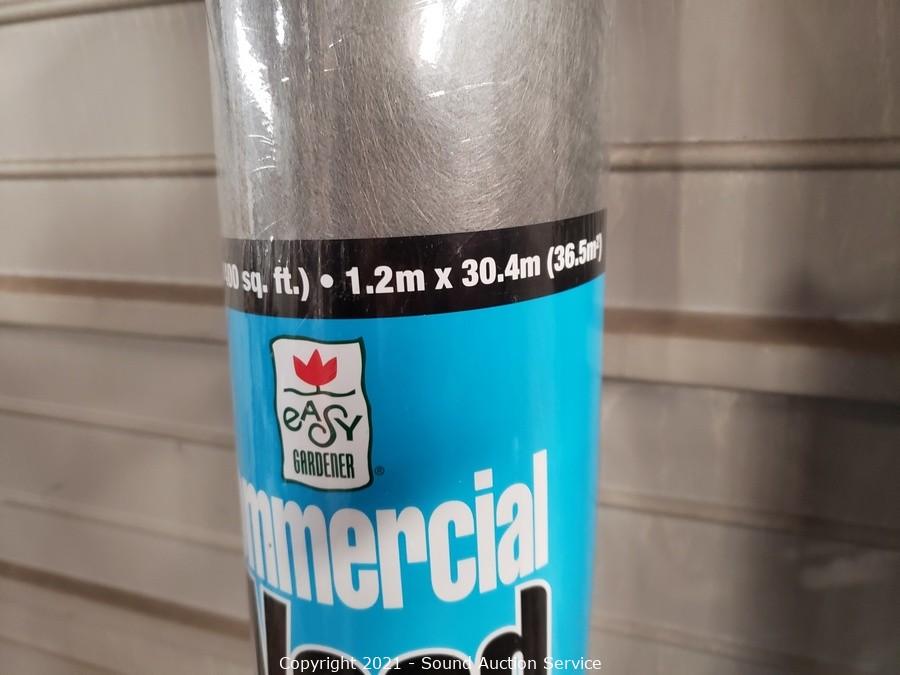 sq. ft.) • 1.2m x 30.4m (36.5m²)
eASy
GARDENER®
mmercial
Copyright 2021 - Sound Auction Service